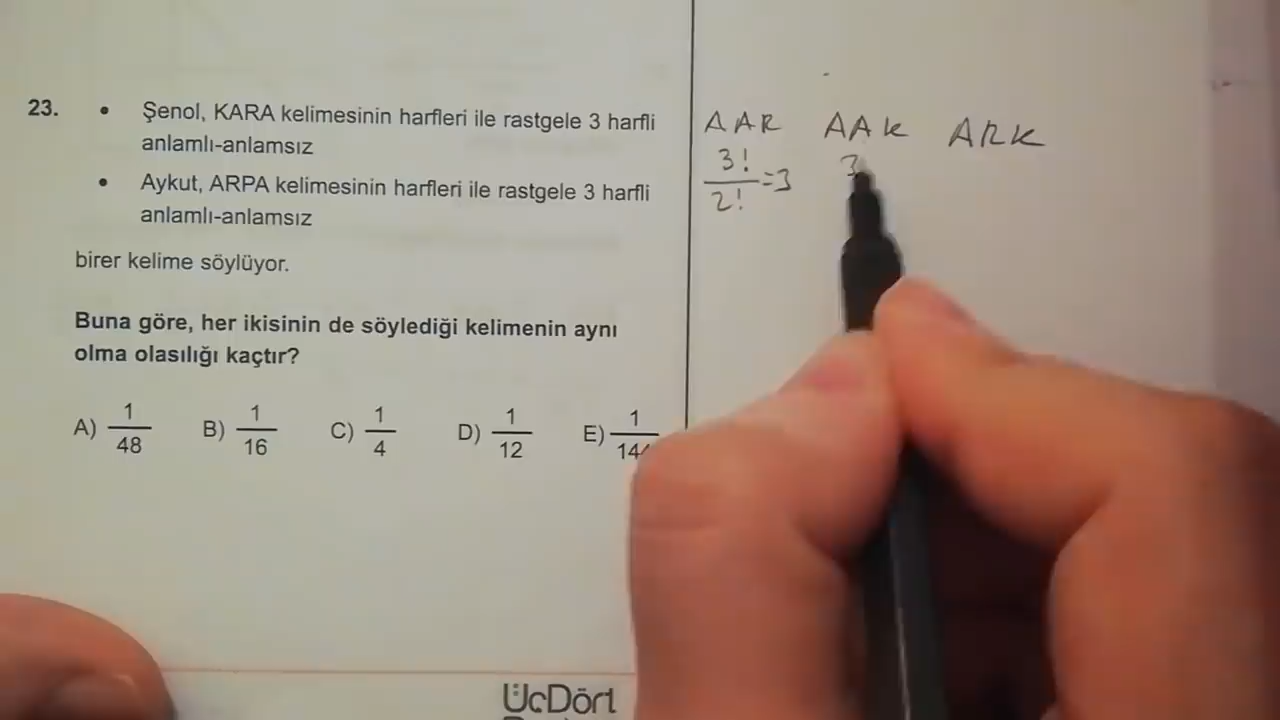 23. • Şenol, KARA kelimesinin harfleri ile rastgele 3 harfli
anlamlı-anlamsız
• Aykut, ARPA kelimesinin harfleri ile rastgele 3 harfli
anlamlı-anlamsız
birer kelime söylüyor.
Buna göre, her ikisinin de söylediği kelimenin aynı
olma olasılığı kaçtır?
A) 1/48 B) 1/16 C) 1/4 D) 1/12 E) 1/144
AAR AAK ARK
3!/2! =3 3
ÜçDört